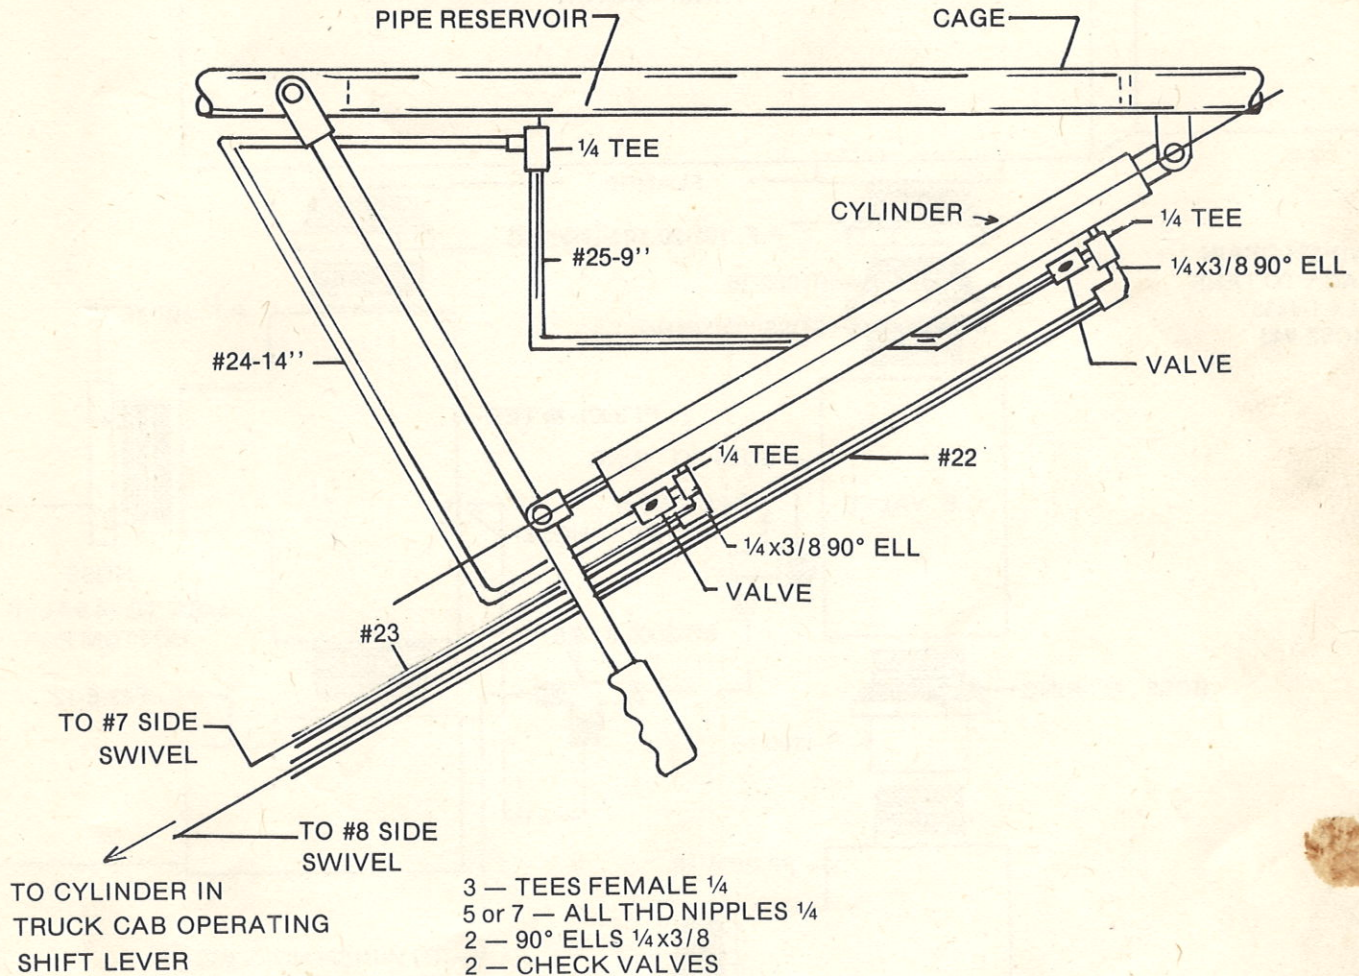 PIPE RESERVOIR
CAGE
¼ TEE
CYLINDER
¼ TEE
#25-9''
¼x3/8 90° ELL
#24-14''
VALVE
¼ TEE
#22
¼x3/8 90° ELL
VALVE
#23
TO #7 SIDE
SWIVEL
TO #8 SIDE
SWIVEL
TO CYLINDER IN
TRUCK CAB OPERATING
SHIFT LEVER
3 — TEES FEMALE ¼
5 or 7 — ALL THD NIPPLES ¼
2 — 90° ELLS ¼x3/8
2 — CHECK VALVES